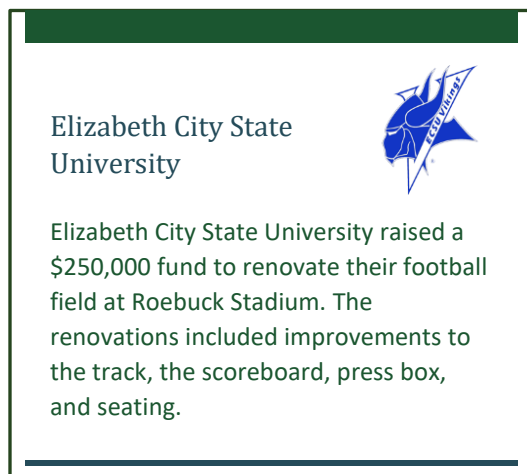 Elizabeth City State
University
ECSU Vikings
Elizabeth City State University raised a
$250,000 fund to renovate their football
field at Roebuck Stadium. The
renovations included improvements to
the track, the scoreboard, press box,
and seating.